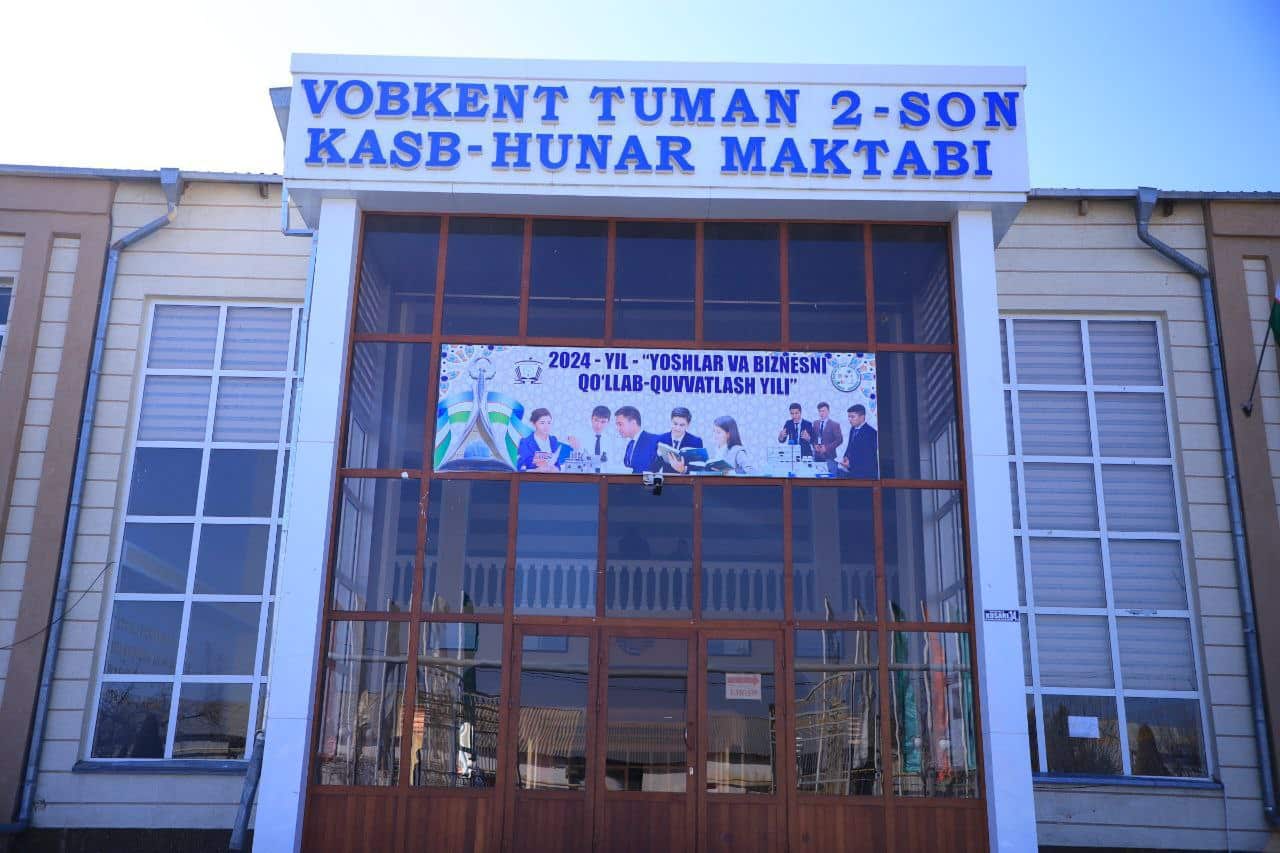 VOBKENT TUMAN 2-SON
KASB-HUNAR MAKTABI
2024 - YIL - "YOSHLAR VA BIZNESNI
QO'LLAB-QUVVATLASH YILI"